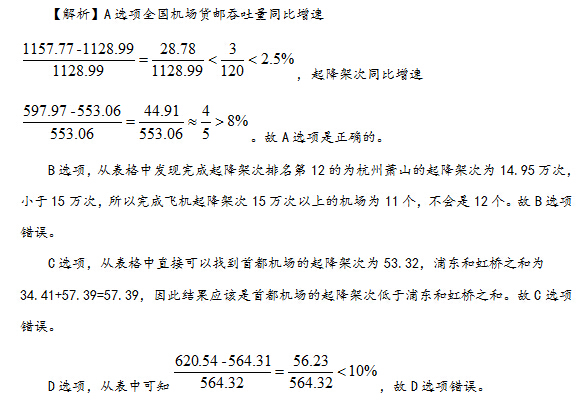 【解析】A选项全国机场货邮吞吐量同比增速
(1157.77-1128.99)/1128.99=28.78/1128.99<3/120<2.5%，起降架次同比增速
(597.97-553.06)/553.06=44.91/553.06≈4/5>8%。故A选项是正确的。
B选项，从表格中发现完成起降架次排名第12的为杭州萧山的起降架次为14.95万次，
小于15万次，所以完成飞机起降架次15万次以上的机场为11个，不会是12个。故B选项
错误。
C选项，从表格中直接可以找到首都机场的起降架次为53.32，浦东和虹桥之和为
34.41+57.39=57.39，因此结果应该是首都机场的起降架次低于浦东和虹桥之和。故C选项
错误。
D选项，从表中可知(620.54-564.31)/564.32=56.23/564.32<10%，故D选项错误。